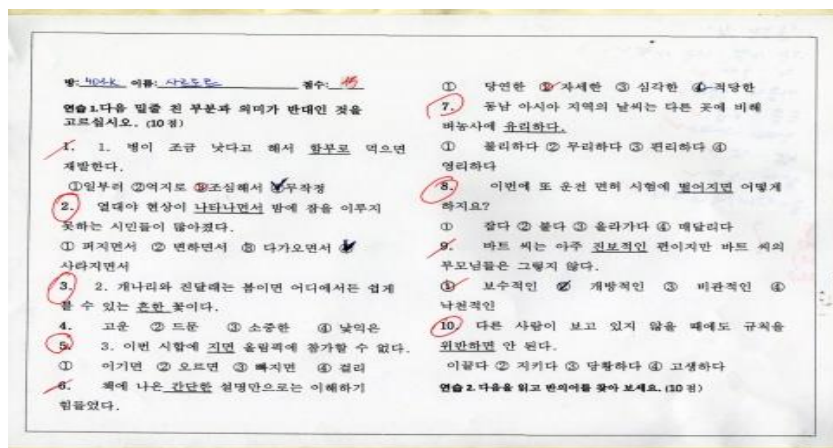 방: 401k 이름: 점수:
연습 1.다음 밑줄 친 부분과 의미가 반대인 것을
고르십시오. (10 점)
1. 1. 병이 조금 낫다고 해서 함부로 먹으면
재발한다.
①일부러 ②억지로 ③조심해서 ④무작정
2. 열대야 현상이 나타나면서 밤에 잠을 이루지
못하는 시민들이 많아졌다.
① 퍼지면서 ② 변하면서 ③ 다가오면서 ④
사라지면서
3. 2. 개나리와 진달래는 봄이면 어디에서든 쉽게
볼 수 있는 흔한 꽃이다.
4. 고운 ② 드문 ③ 소중한 ④ 낯익은
5. 3. 이번 시합에 지면 올림픽에 참가할 수 없다.
① 이기면 ② 오르면 ③ 빠지면 ④ 걸리
6. 책에 나온 간단한 설명만으로는 이해하기
힘들었다.
① 당연한 ② 자세한 ③ 심각한 ④ 적당한
7. 동남 아시아 지역의 날씨는 다른 곳에 비해
벼농사에 유리하다.
① 불리하다 ② 무리하다 ③ 편리하다 ④
영리하다
8. 이번에 또 운전 면허 시험에 떨어지면 어떻게
하지요?
① 잡다 ② 붙다 ③ 올라가다 ④ 매달리다
9. 바트 씨는 아주 진보적인 편이지만 바트 씨의
부모님들은 그렇지 않다.
① 보수적인 ② 개방적인 ③ 비관적인 ④
낙천적인
10. 다른 사람이 보고 있지 않을 때에도 규칙을
위반하면 안 된다.
이끌다 ② 지키다 ③ 당황하다 ④ 고생하다
연습 2.다음을 읽고 반의어를 찾아 보세요. (10 점)